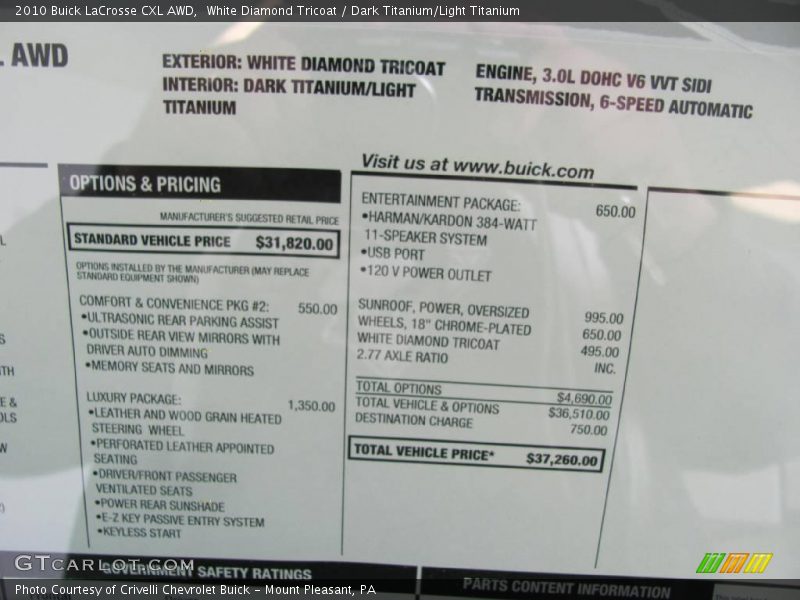 2010 Buick LaCrosse CXL AWD, White Diamond Tricoat / Dark Titanium/Light Titanium
AWD
EXTERIOR: WHITE DIAMOND TRICOAT
INTERIOR: DARK TITANIUM/LIGHT
TITANIUM
ENGINE, 3.0L DOHC V6 VVT SIDI
TRANSMISSION, 6-SPEED AUTOMATIC
OPTIONS & PRICING
MANUFACTURER'S SUGGESTED RETAIL PRICE
STANDARD VEHICLE PRICE $31,820.00
OPTIONS INSTALLED BY THE MANUFACTURER (MAY REPLACE
STANDARD EQUIPMENT SHOWN)
COMFORT & CONVENIENCE PKG #2: 550.00
•ULTRASONIC REAR PARKING ASSIST
•OUTSIDE REAR VIEW MIRRORS WITH
DRIVER AUTO DIMMING
•MEMORY SEATS AND MIRRORS
LUXURY PACKAGE: 1,350.00
•LEATHER AND WOOD GRAIN HEATED
STEERING WHEEL
•PERFORATED LEATHER APPOINTED
SEATING
•DRIVER/FRONT PASSENGER
VENTILATED SEATS
•POWER REAR SUNSHADE
•E-Z KEY PASSIVE ENTRY SYSTEM
•KEYLESS START
Visit us at www.buick.com
ENTERTAINMENT PACKAGE: 650.00
•HARMAN/KARDON 384-WATT
11-SPEAKER SYSTEM
•USB PORT
•120 V POWER OUTLET
SUNROOF, POWER, OVERSIZED 995.00
WHEELS, 18" CHROME-PLATED 650.00
WHITE DIAMOND TRICOAT 495.00
2.77 AXLE RATIO INC.
TOTAL OPTIONS $4,690.00
TOTAL VEHICLE & OPTIONS $36,510.00
DESTINATION CHARGE 750.00
TOTAL VEHICLE PRICE* $37,260.00
GTcarlot.com
GOVERNMENT SAFETY RATINGS
PARTS CONTENT INFORMATION
Photo Courtesy of Crivelli Chevrolet Buick - Mount Pleasant, PA